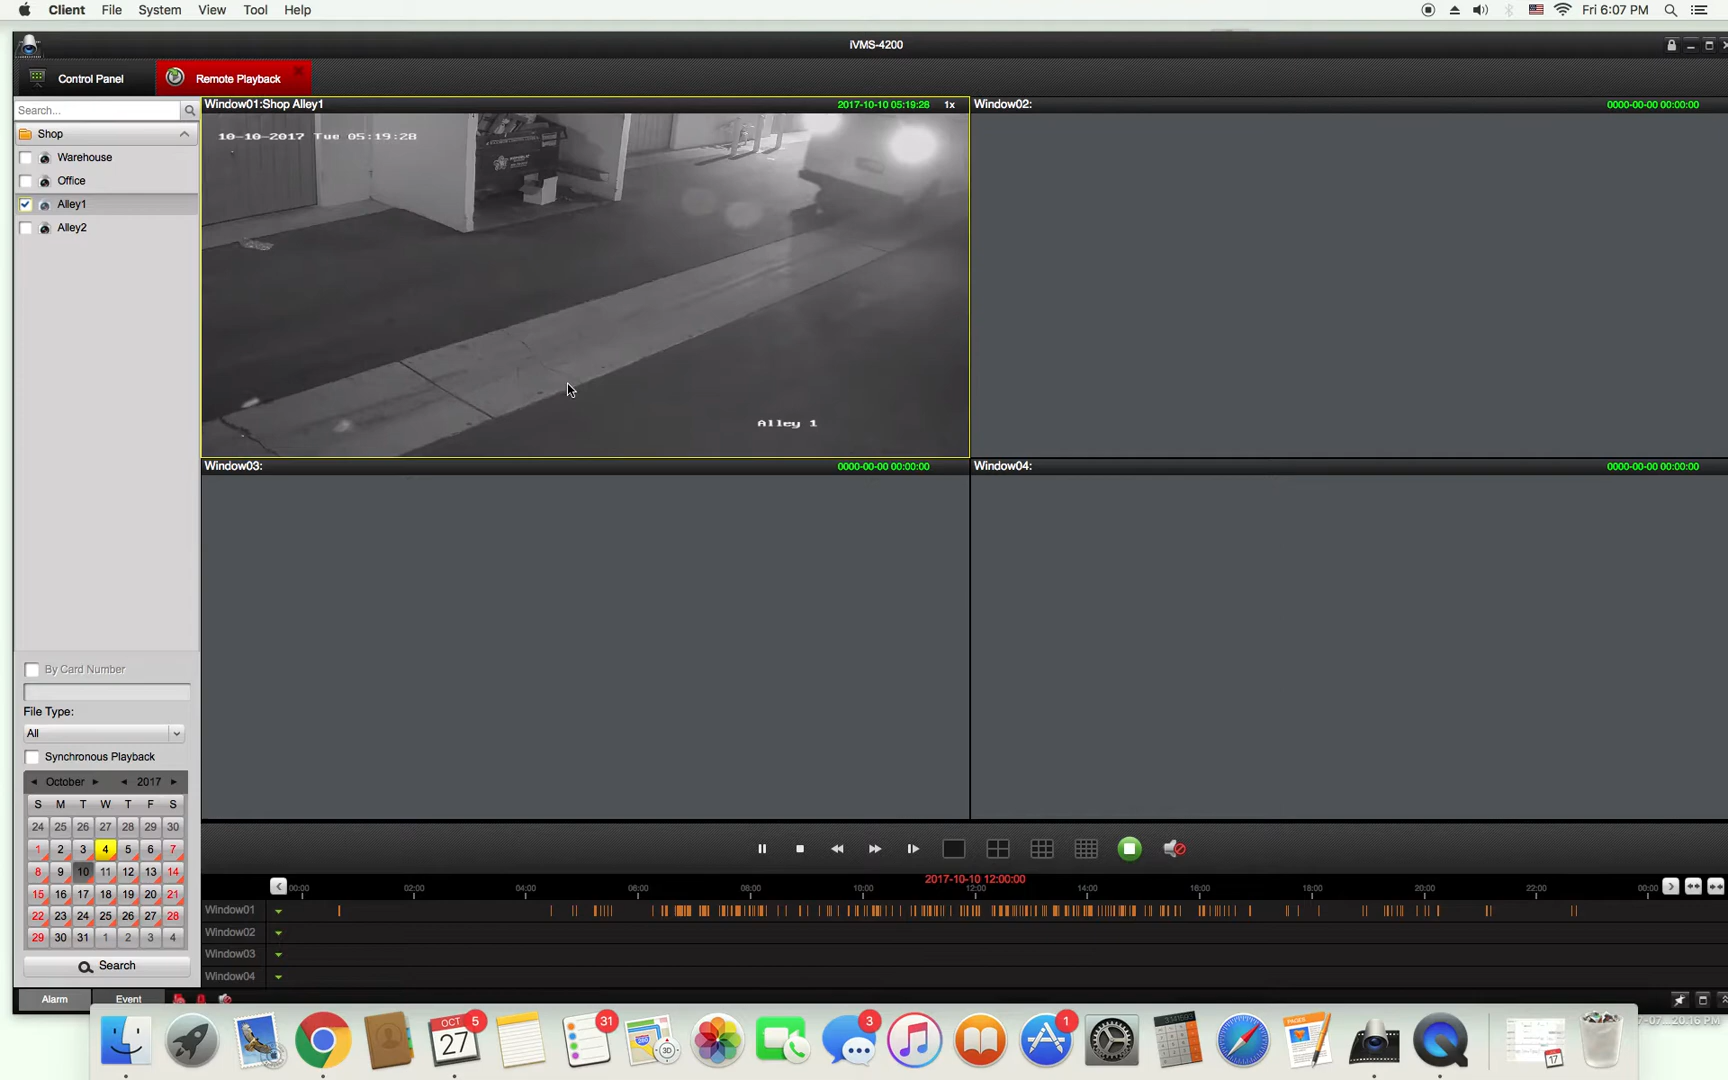 Client File System View Tool Help Fri 6:07 PM
iVMS-4200
Control Panel Remote Playback
Search... Window01:Shop Alley1 2017-10-10 05:19:28 1x Window02: 0000-00-00 00:00:00
Shop
10-10-2017 Tue 05:19:28
Warehouse
Office
Alley1
Alley2
Alley 1
Window03: 0000-00-00 00:00:00 Window04: 0000-00-00 00:00:00
By Card Number
File Type:
All
Synchronous Playback
October 2017
S M T W T F S
24 25 26 27 28 29 30
1 2 3 4 5 6 7
8 9 10 11 12 13 14
15 16 17 18 19 20 21
22 23 24 25 26 27 28
29 30 31 1 2 3 4
Search
2017-10-10 12:00:00
00:00 02:00 04:00 06:00 08:00 10:00 12:00 14:00 16:00 18:00 20:00 22:00 00:00
Window01
Window02
Window03
Window04
Alarm Event
OCT 27 5 31 3D 3 1 17